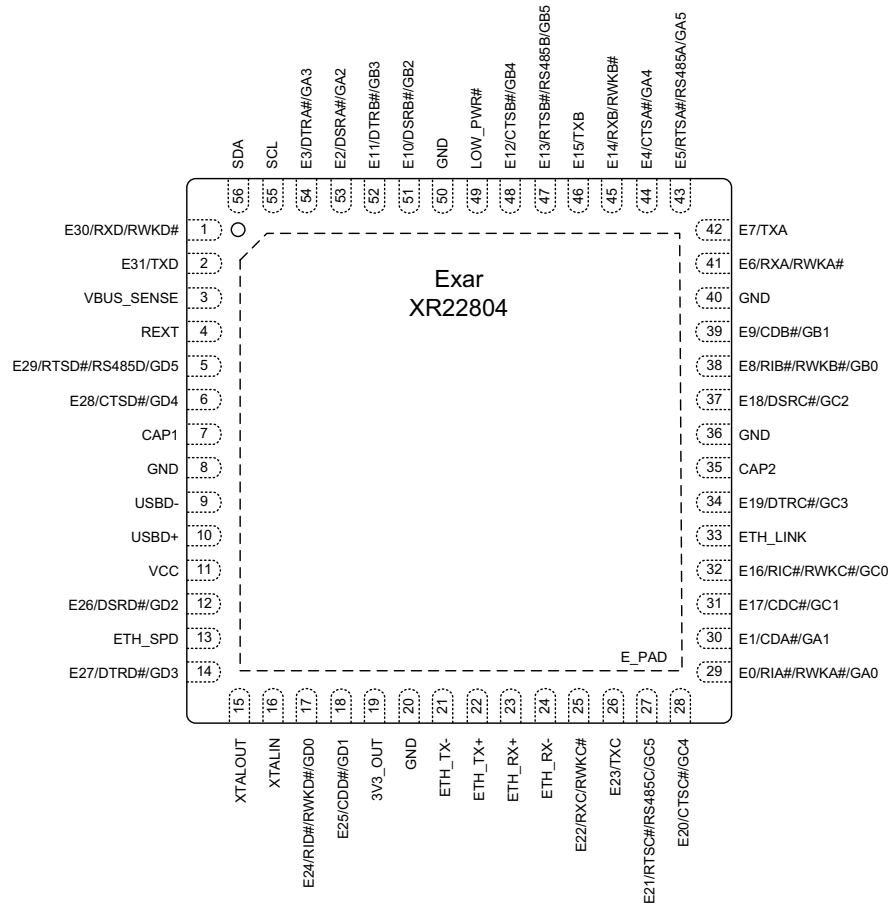 SDA
SCL
E3/DTRA#/GA3
E2/DSRA#/GA2
E11/DTRB#/GB3
E10/DSRB#/GB2
GND
LOW_PWR#
E12/CTSB#/GB4
E13/RTSB#/RS485B/GB5
E15/TXB
E14/RXB/RWKB#
E4/CTSA#/GA4
E5/RTSA#/RS485A/GA5
56
55
54
53
52
51
50
49
48
47
46
45
44
43
E30/RXD/RWKD# 1
E31/TXD 2
VBUS_SENSE 3
REXT 4
E29/RTSD#/RS485D/GD5 5
E28/CTSD#/GD4 6
CAP1 7
GND 8
USBD- 9
USBD+ 10
VCC 11
E26/DSRD#/GD2 12
ETH_SPD 13
E27/DTRD#/GD3 14
Exar
XR22804
E_PAD
42 E7/TXA
41 E6/RXA/RWKA#
40 GND
39 E9/CDB#/GB1
38 E8/RIB#/RWKB#/GB0
37 E18/DSRC#/GC2
36 GND
35 CAP2
34 E19/DTRC#/GC3
33 ETH_LINK
32 E16/RIC#/RWKC#/GC0
31 E17/CDC#/GC1
30 E1/CDA#/GA1
29 E0/RIA#/RWKA#/GA0
15
16
17
18
19
20
21
22
23
24
25
26
27
28
XTALOUT
XTALIN
E24/RID#/RWKD#/GD0
E25/CDD#/GD1
3V3_OUT
GND
ETH_TX-
ETH_TX+
ETH_RX+
ETH_RX-
E22/RXC/RWKC#
E23/TXC
E21/RTSC#/RS485C/GC5
E20/CTSC#/GC4